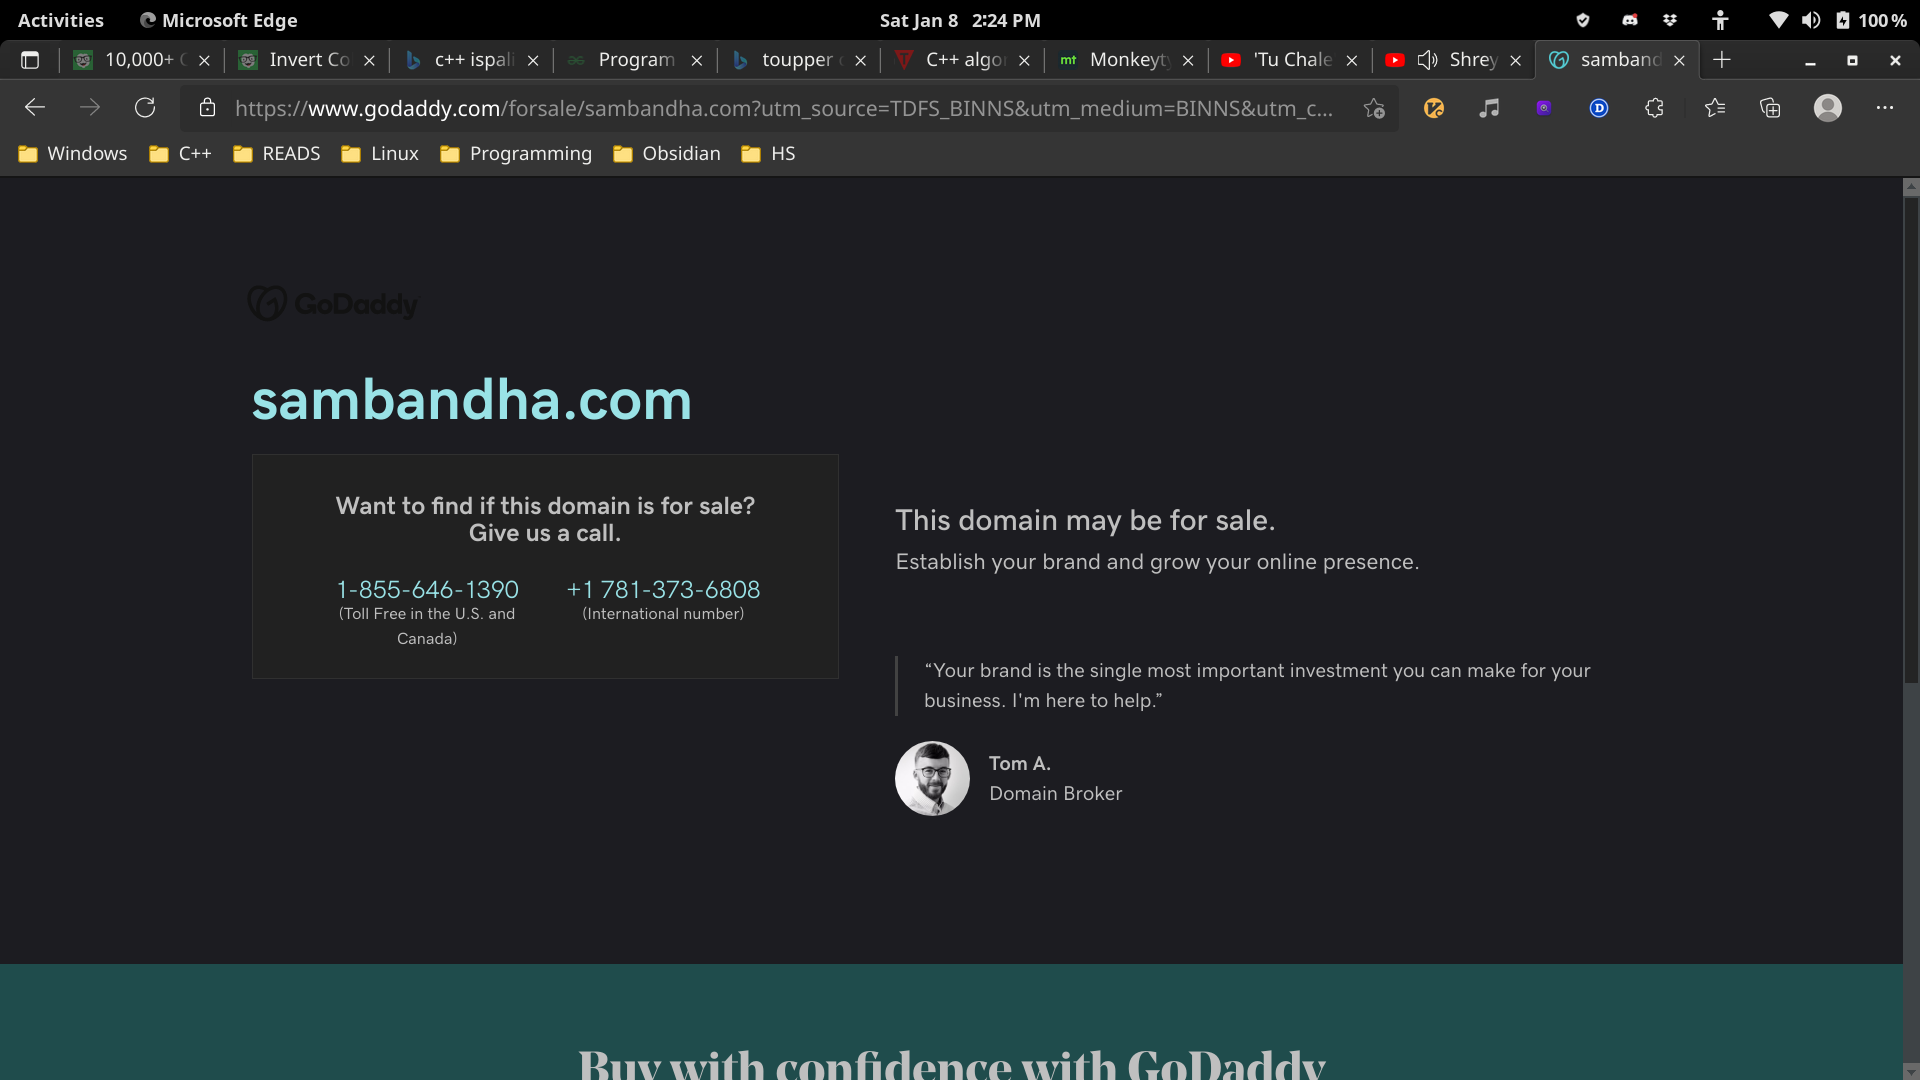 Activities
Microsoft Edge
Sat Jan 8 2:24 PM
100 %
10,000+
Invert Co
c++ ispali
Program
toupper
C++ algor
mt Monkeyty
'Tu Chale
Shrey
samband
https://www.godaddy.com/forsale/sambandha.com?utm_source=TDFS_BINNS&utm_medium=BINNS&utm_c...
Windows
C++
READS
Linux
Programming
Obsidian
HS
GoDaddy
sambandha.com
Want to find if this domain is for sale?
Give us a call.
1-855-646-1390
(Toll Free in the U.S. and
Canada)
+1 781-373-6808
(International number)
This domain may be for sale.
Establish your brand and grow your online presence.
“Your brand is the single most important investment you can make for your
business. I'm here to help.”
Tom A.
Domain Broker
Buy with confidence with GoDaddy